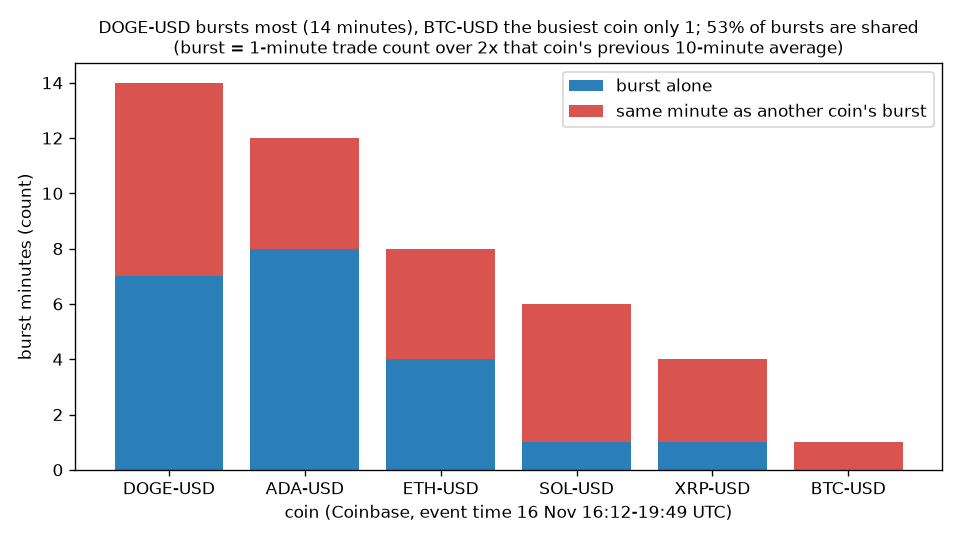 DOGE-USD bursts most (14 minutes), BTC-USD the busiest coin only 1; 53% of bursts are shared
(burst = 1-minute trade count over 2x that coin's previous 10-minute average)
burst alone
same minute as another coin's burst
burst minutes (count)
14
12
10
8
6
4
2
0
DOGE-USD
ADA-USD
ETH-USD
SOL-USD
XRP-USD
BTC-USD
coin (Coinbase, event time 16 Nov 16:12-19:49 UTC)